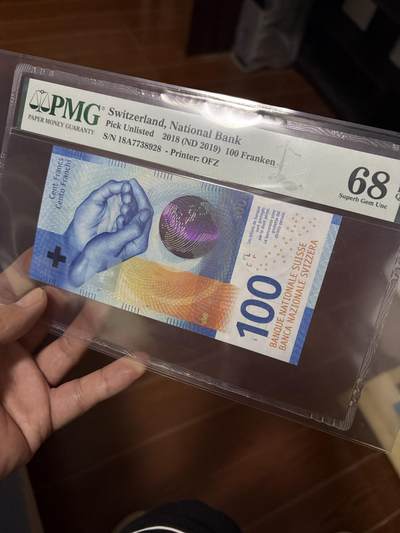 PMG
PAPER MONEY GUARANTY
Switzerland, National Bank
Pick Unlisted 2018 (ND 2019) 100 Franken
S/N 18A7738928 - Printer: OFZ
68
Superb Gem Unc
Cent Francs
Cento Franchi
100
BANQUE NATIONALE SUISSE
BANCA NAZIONALE SVIZZERA